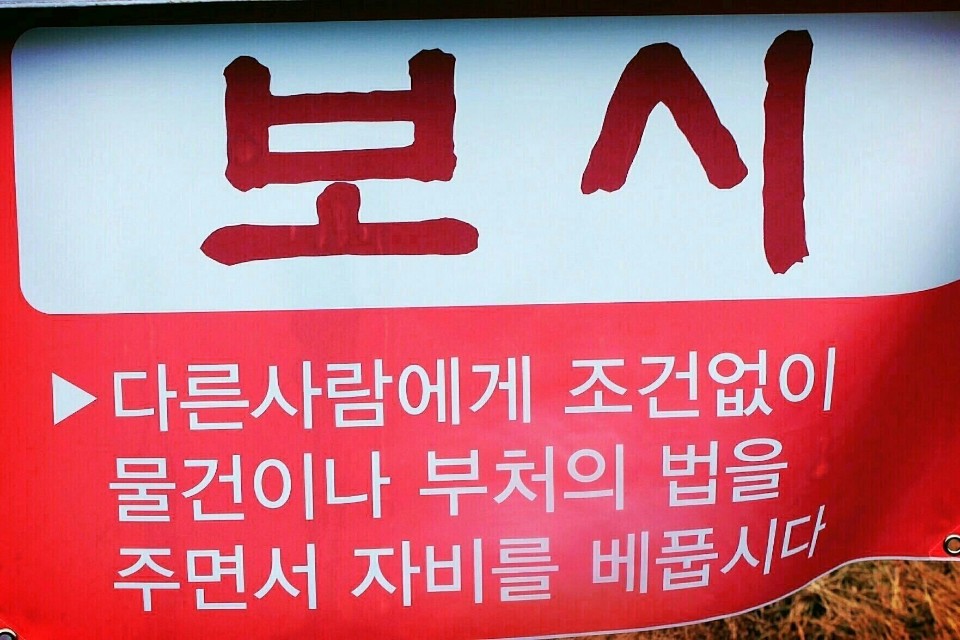 보시
▶다른사람에게 조건없이
물건이나 부처의 법을
주면서 자비를 베풉시다